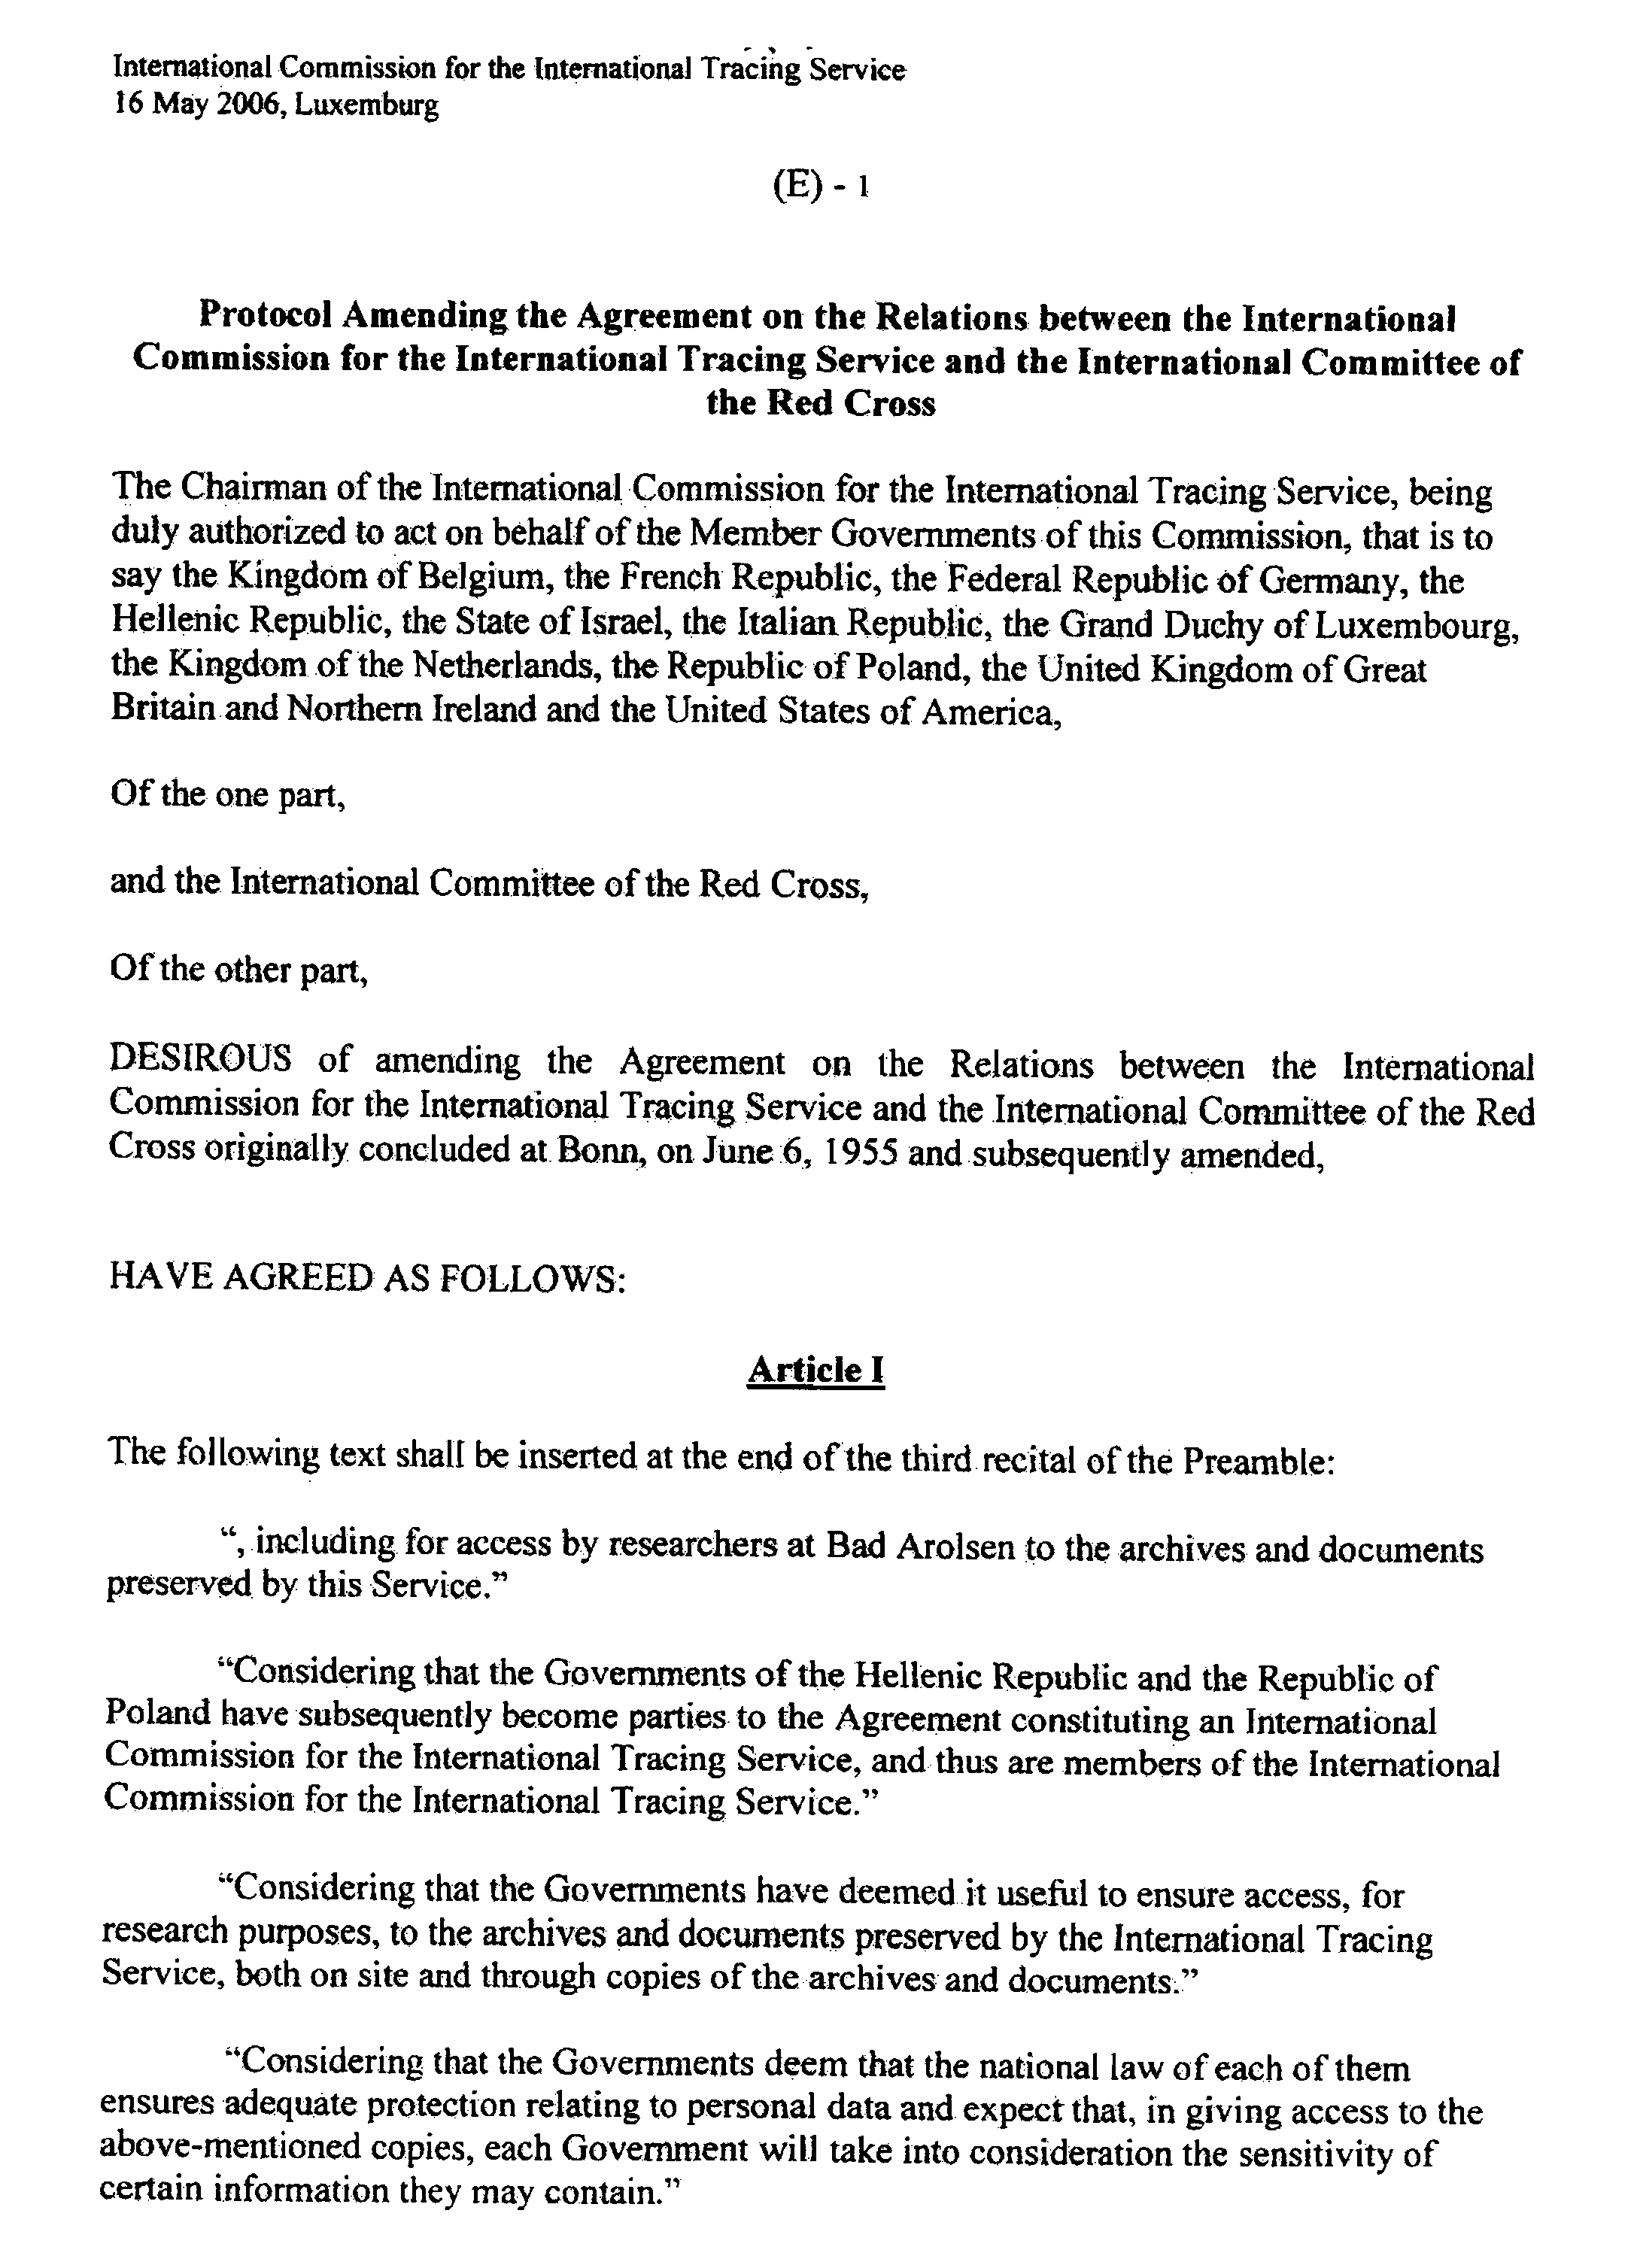 International Commission for the International Tracing Service
16 May 2006, Luxemburg
(E) - 1
Protocol Amending the Agreement on the Relations between the International
Commission for the International Tracing Service and the International Committee of
the Red Cross
The Chairman of the International Commission for the International Tracing Service, being
duly authorized to act on behalf of the Member Governments of this Commission, that is to
say the Kingdom of Belgium, the French Republic, the Federal Republic of Germany, the
Hellenic Republic, the State of Israel, the Italian Republic, the Grand Duchy of Luxembourg,
the Kingdom of the Netherlands, the Republic of Poland, the United Kingdom of Great
Britain and Northern Ireland and the United States of America,
Of the one part,
and the International Committee of the Red Cross,
Of the other part,
DESIROUS of amending the Agreement on the Relations between the International
Commission for the International Tracing Service and the International Committee of the Red
Cross originally concluded at Bonn, on June 6, 1955 and subsequently amended,
HAVE AGREED AS FOLLOWS:
Article I
The following text shall be inserted at the end of the third recital of the Preamble:
“, including for access by researchers at Bad Arolsen to the archives and documents
preserved by this Service.”
“Considering that the Governments of the Hellenic Republic and the Republic of
Poland have subsequently become parties to the Agreement constituting an International
Commission for the International Tracing Service, and thus are members of the International
Commission for the International Tracing Service.”
“Considering that the Governments have deemed it useful to ensure access, for
research purposes, to the archives and documents preserved by the International Tracing
Service, both on site and through copies of the archives and documents.”
“Considering that the Governments deem that the national law of each of them
ensures adequate protection relating to personal data and expect that, in giving access to the
above-mentioned copies, each Government will take into consideration the sensitivity of
certain information they may contain.”